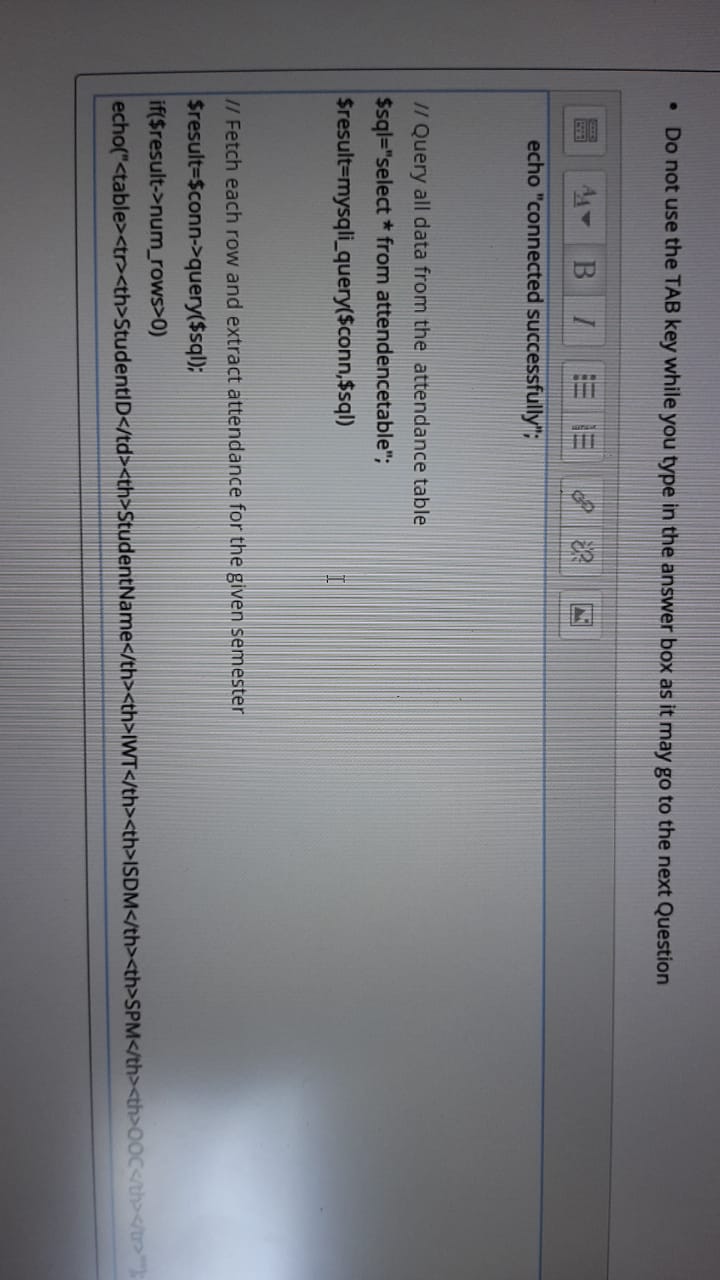 • Do not use the TAB key while you type in the answer box as it may go to the next Question
B I
echo "connected successfully";
// Query all data from the attendance table
$sql="select * from attendencetable";
$result=mysqli_query($conn,$sql)
// Fetch each row and extract attendance for the given semester
$result=$conn->query($sql);
if($result->num_rows>0)
echo("<table><tr><th>StudentID</td><th>StudentName</th><th>IWT</th><th>ISDM</th><th>SPM</th><th>OOC</th></tr>");